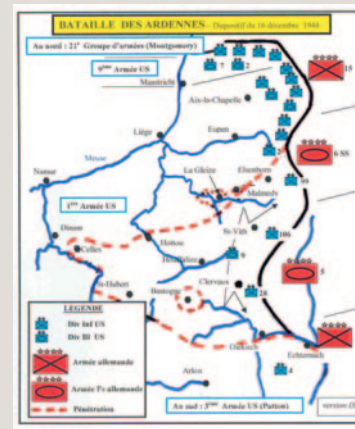 BATAILLE DES ARDENNES - Dispositif du 16 décembre 1944
Au nord : 21e Groupe d'armées (Montgomery)
9ème Armée US
7
2
15
Maastricht
Aix-la-Chapelle
Liège
Eupen
2
6 SS
Meuse
La Gleize
Elsenborn
Namur
Malmedy
99
1ère Armée US
Dinant
St-Vith
106
Celles
Hotton
9
Houffalize
5
St-Hubert
Clervaux
Bastogne
28
LEGENDE
Div Inf US
Div Bl US
Armée allemande
Armée Pz allemande
Pénétration
Diekirch
Echternach
Arlon
4
Au sud : 3ème Armée US (Patton)